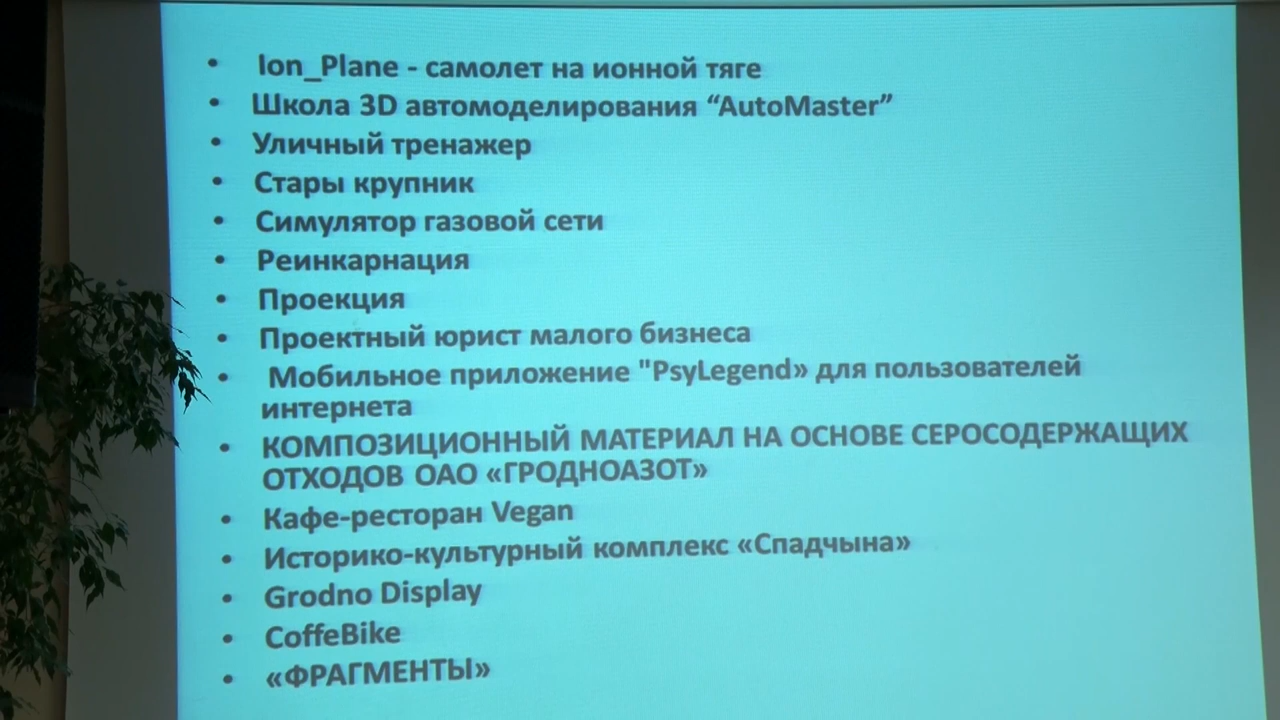 • Ion_Plane - самолет на ионной тяге
• Школа 3D автомоделирования “AutoMaster”
• Уличный тренажер
• Стары крупник
• Симулятор газовой сети
• Реинкарнация
• Проекция
• Проектный юрист малого бизнеса
• Мобильное приложение "PsyLegend» для пользователей
интернета
• КОМПОЗИЦИОННЫЙ МАТЕРИАЛ НА ОСНОВЕ СЕРОСОДЕРЖАЩИХ
ОТХОДОВ ОАО «ГРОДНОАЗОТ»
• Кафе-ресторан Vegan
• Историко-культурный комплекс «Спадчына»
• Grodno Display
• CoffeBike
• «ФРАГМЕНТЫ»